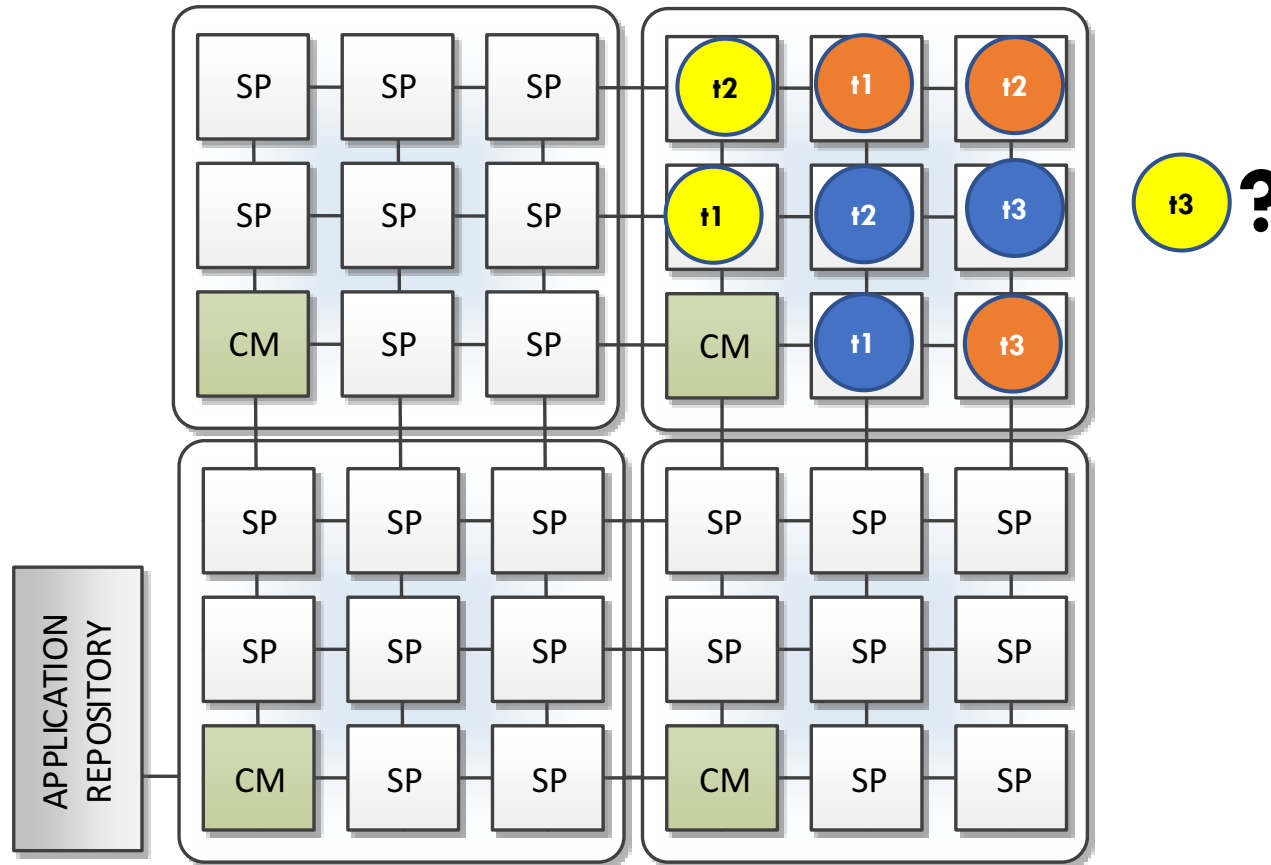 SP SP SP t2 t1 t2
SP SP SP t1 t2 t3 t3 ?
CM SP SP CM t1 t3
SP SP SP SP SP SP
SP SP SP SP SP SP
CM SP SP CM SP SP
APPLICATION
REPOSITORY